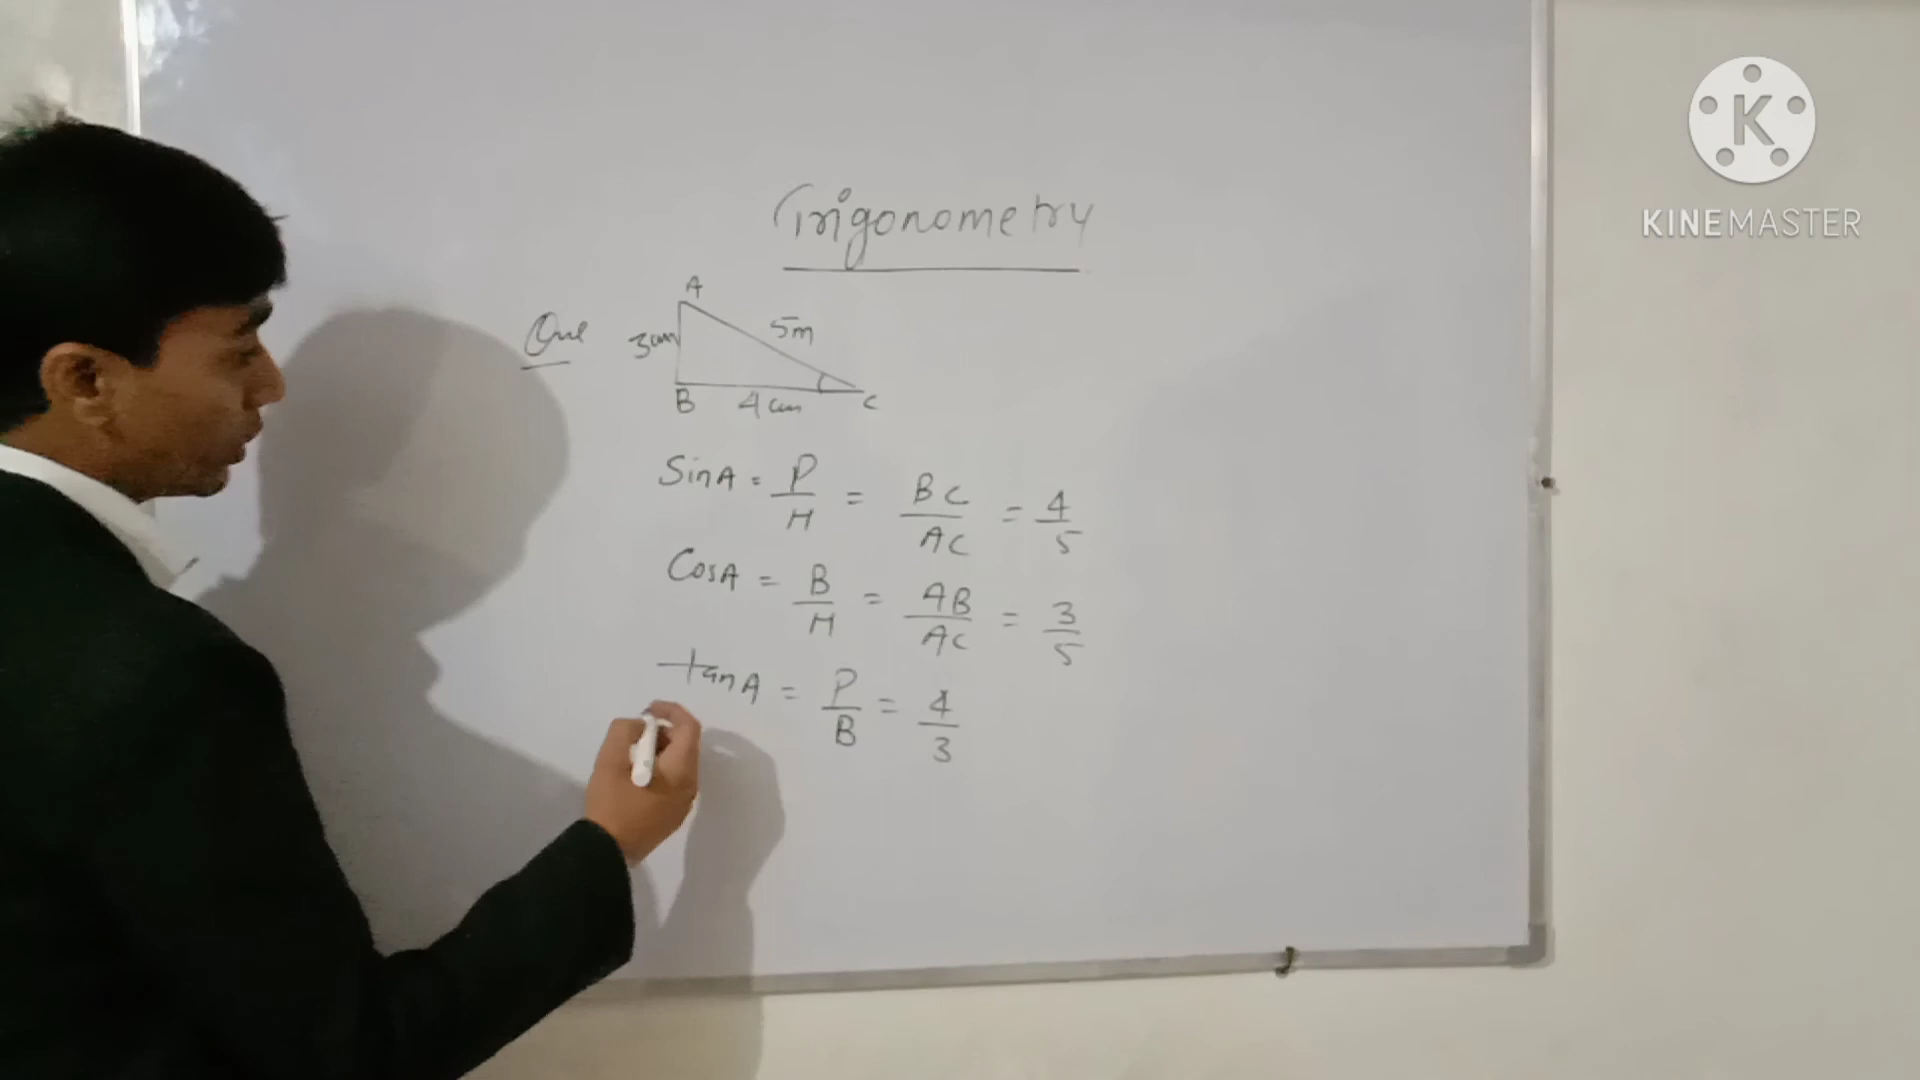 Trigonometry
Que
A
3cm
5m
B
4 cm
C
SinA = P/H = BC/AC = 4/5
CosA = B/H = AB/AC = 3/5
tanA = P/B = 4/3
K
KINEMASTER